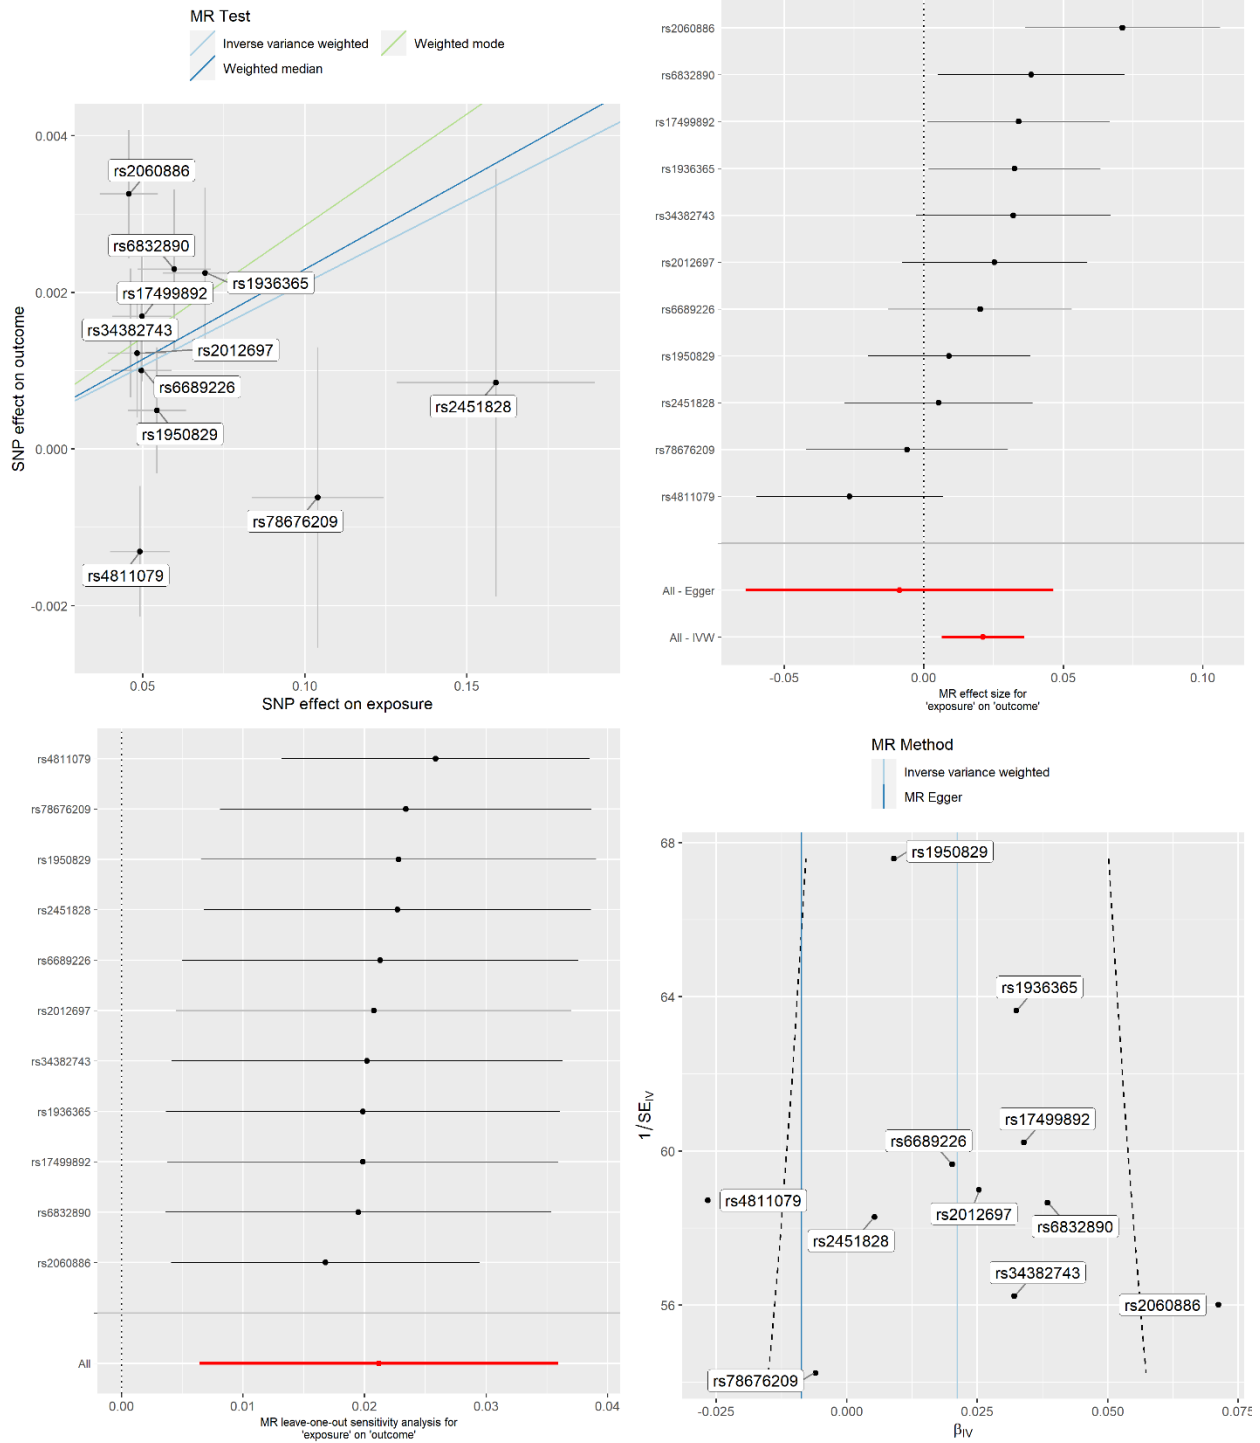 MR Test
Inverse variance weighted
Weighted mode
Weighted median
0.004
0.002
0.000
-0.002
SNP effect on outcome
rs2060886
rs6832890
rs1936365
rs17499892
rs34382743
rs2012697
rs6689226
rs1950829
rs2451828
rs78676209
rs4811079
0.05
0.10
0.15
SNP effect on exposure
rs2060886
rs6832890
rs17499892
rs1936365
rs34382743
rs2012697
rs6689226
rs1950829
rs2451828
rs78676209
rs4811079
All - Egger
All - IVW
-0.05
0.00
0.05
0.10
MR effect size for
'exposure' on 'outcome'
rs4811079
rs78676209
rs1950829
rs2451828
rs6689226
rs2012697
rs34382743
rs1936365
rs17499892
rs6832890
rs2060886
All
0.00
0.01
0.02
0.03
0.04
MR leave-one-out sensitivity analysis for
'exposure' on 'outcome'
MR Method
Inverse variance weighted
MR Egger
68
64
60
56
1/SE_IV
rs1950829
rs1936365
rs17499892
rs6689226
rs4811079
rs2012697
rs6832890
rs2451828
rs34382743
rs2060886
rs78676209
-0.025
0.000
0.025
0.050
0.075
β_IV